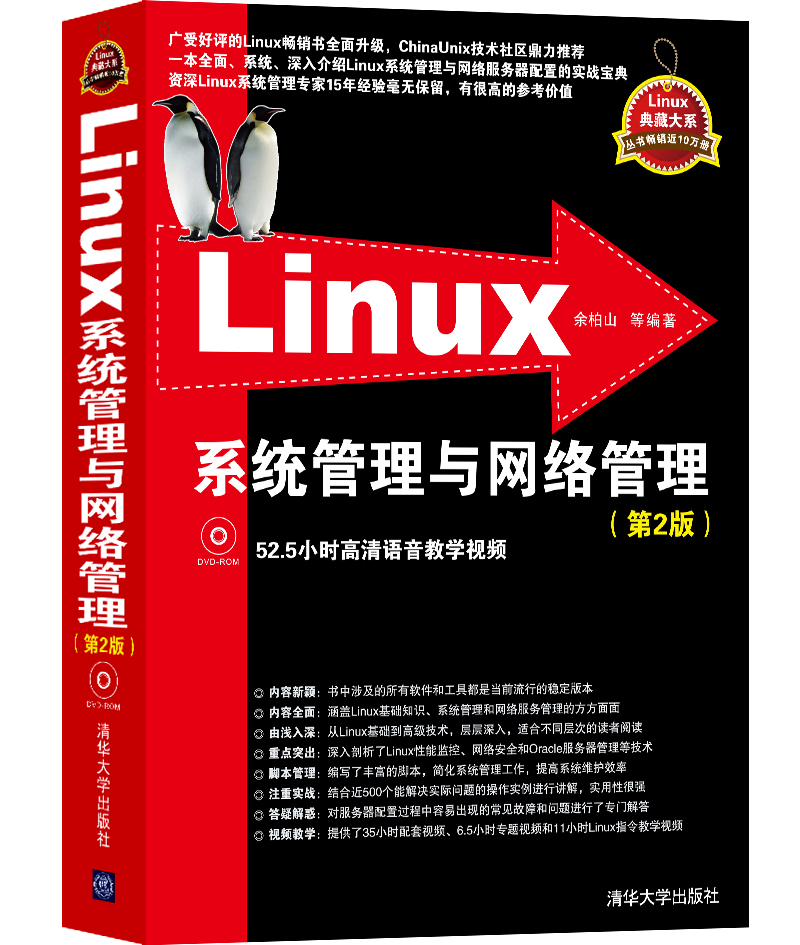 广受好评的Linux畅销书全面升级，ChinaUnix技术社区鼎力推荐
一本全面、系统、深入介绍Linux系统管理与网络服务器配置的实战宝典
资深Linux系统管理专家15年经验毫无保留，有很高的参考价值
Linux
典藏大系
丛书畅销近10万册
Linux
余柏山 等编著
系统管理与网络管理
（第2版）
DVD-ROM
52.5小时高清语音教学视频
◎ 内容新颖：书中涉及的所有软件和工具都是当前流行的稳定版本
◎ 内容全面：涵盖Linux基础知识、系统管理和网络服务管理的方方面面
◎ 由浅入深：从Linux基础到高级技术，层层深入，适合不同层次的读者阅读
◎ 重点突出：深入剖析了Linux性能监控、网络安全和Oracle服务器管理等技术
◎ 脚本管理：编写了丰富的脚本，简化系统管理工作，提高系统维护效率
◎ 注重实战：结合近500个能解决实际问题的操作实例进行讲解，实用性很强
◎ 答疑解惑：对服务器配置过程中容易出现的常见故障和问题进行了专门解答
◎ 视频教学：提供了35小时配套视频、6.5小时专题视频和11小时Linux指令教学视频
清华大学出版社
Linux
典藏大系
丛书畅销近10万册
Linux系统管理与网络管理
（第2版）
DVD-ROM
清华大学出版社